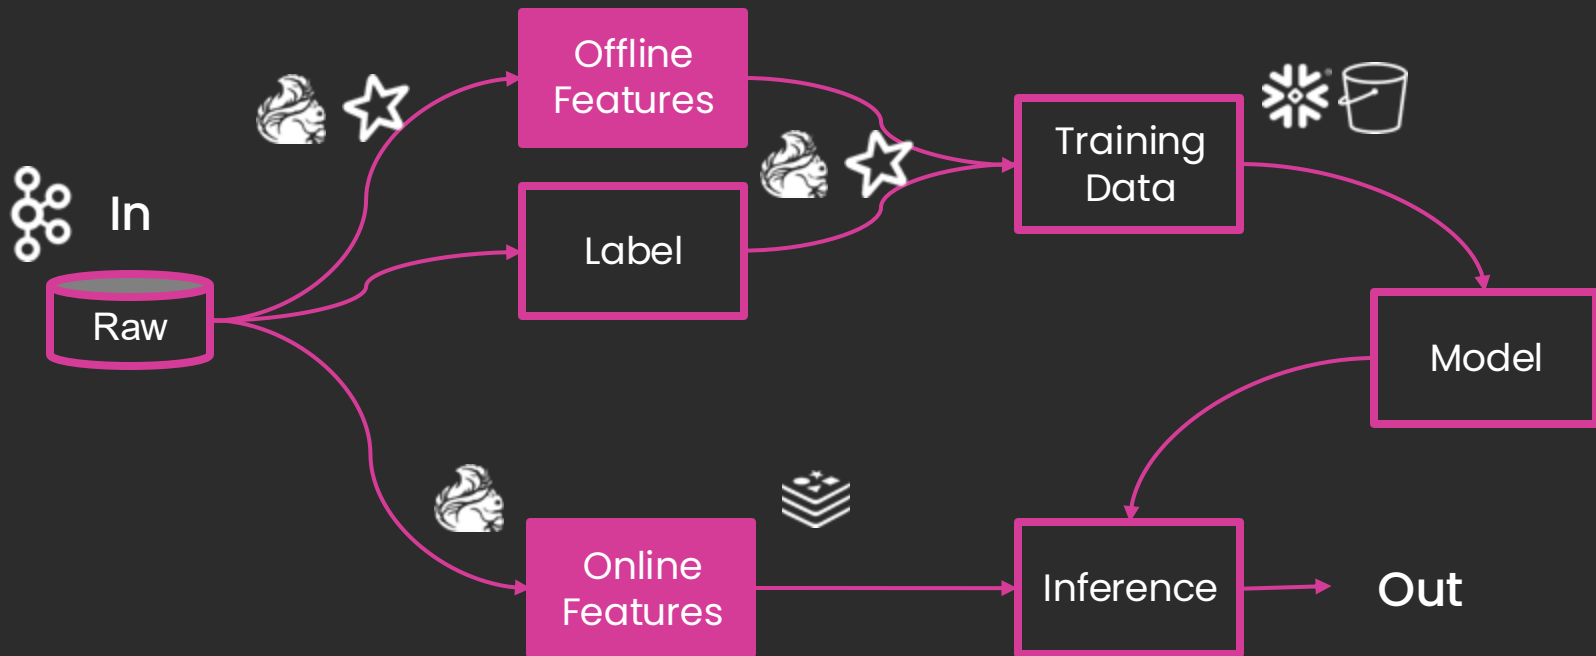 Offline
Features
Training
Data
In
Label
Raw
Model
Online
Features
Inference
Out